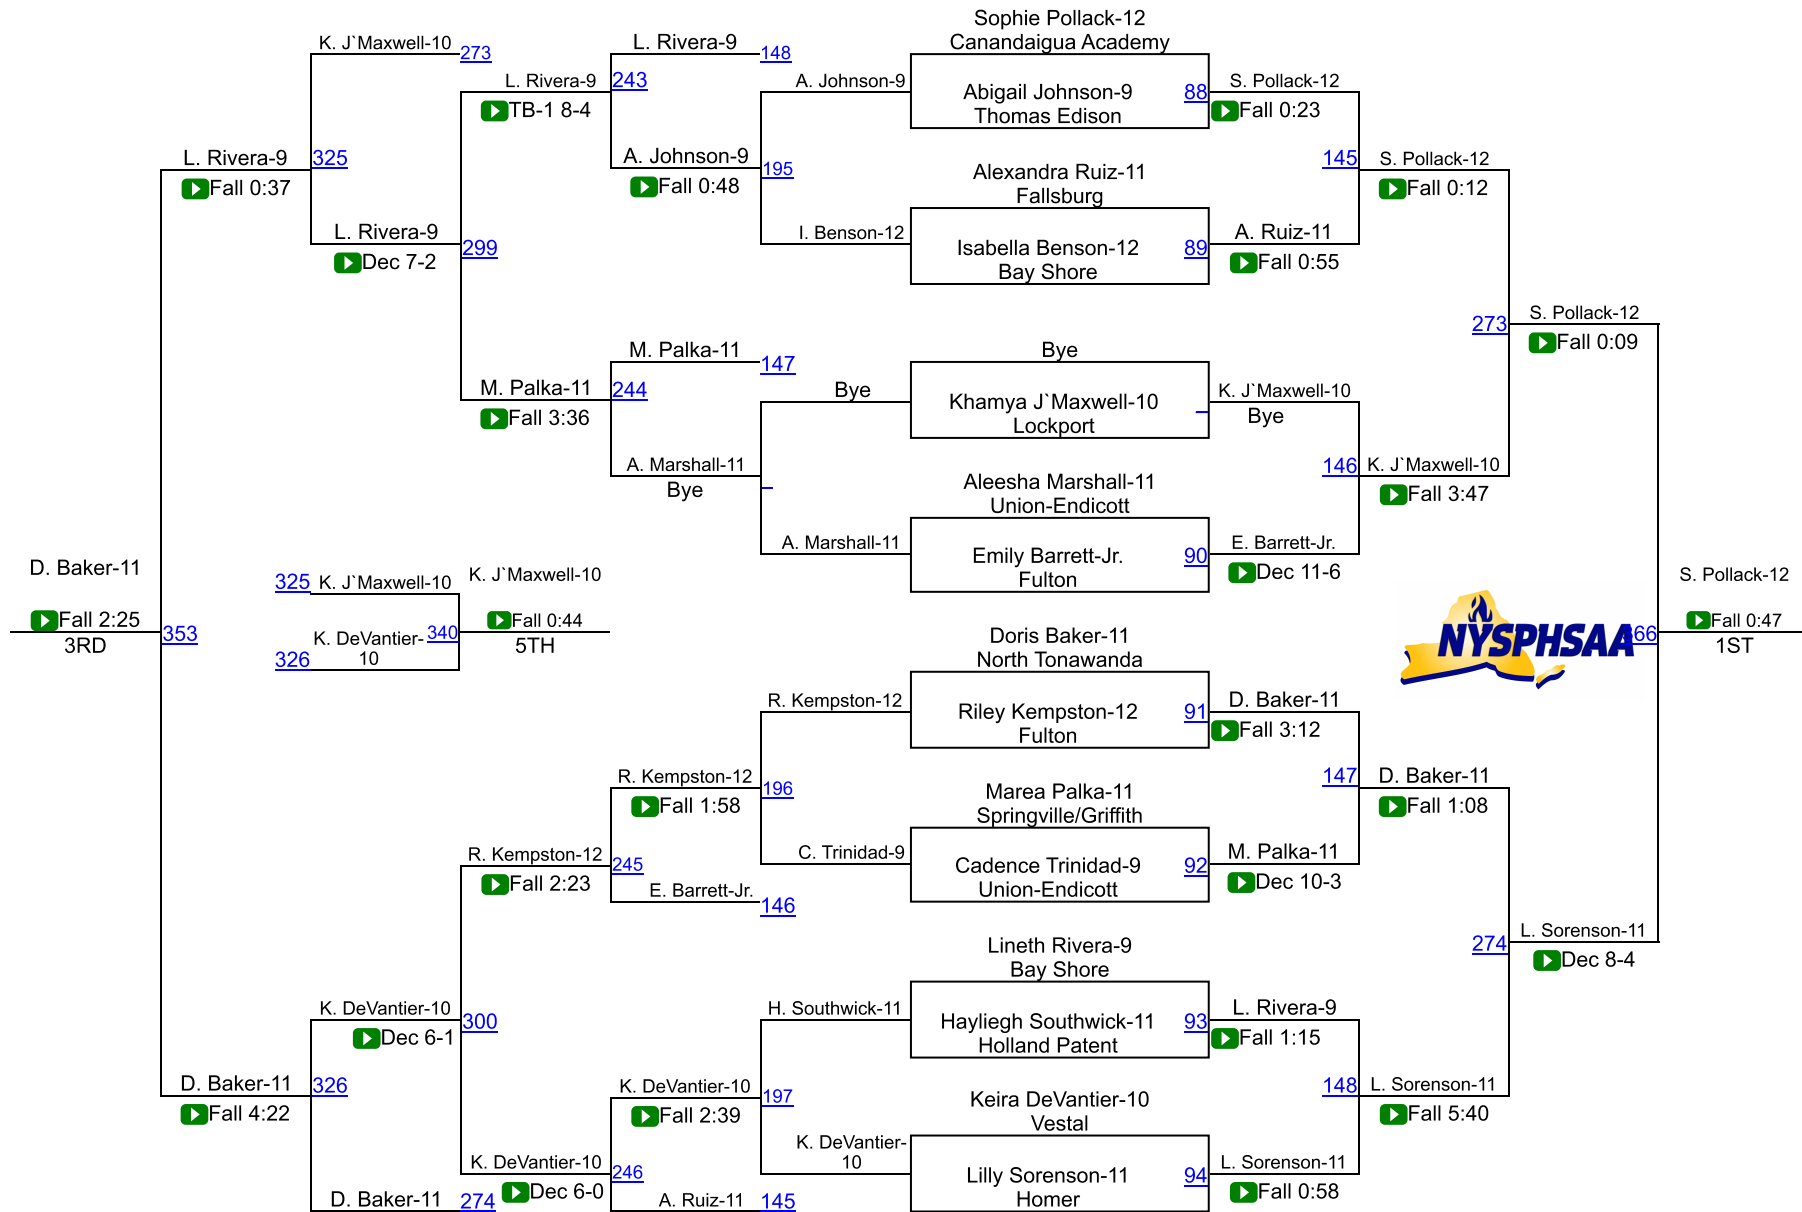 Sophie Pollack-12
Canandaigua Academy
K. J`Maxwell-10
273
L. Rivera-9
148
L. Rivera-9
243
A. Johnson-9
Abigail Johnson-9
Thomas Edison
88
S. Pollack-12
Fall 0:23
TB-1 8-4
L. Rivera-9
325
Fall 0:37
A. Johnson-9
195
Fall 0:48
Alexandra Ruiz-11
Fallsburg
145
S. Pollack-12
Fall 0:12
L. Rivera-9
299
Dec 7-2
I. Benson-12
Isabella Benson-12
Bay Shore
89
A. Ruiz-11
Fall 0:55
273
S. Pollack-12
Fall 0:09
M. Palka-11
147
Bye
M. Palka-11
244
Fall 3:36
Bye
Khamya J`Maxwell-10
Lockport
K. J`Maxwell-10
Bye
A. Marshall-11
Bye
Aleesha Marshall-11
Union-Endicott
146
K. J`Maxwell-10
Fall 3:47
A. Marshall-11
Emily Barrett-Jr.
Fulton
90
E. Barrett-Jr.
Dec 11-6
D. Baker-11
Fall 2:25
3RD
353
325
K. J`Maxwell-10
K. DeVantier-
10
326
340
K. J`Maxwell-10
Fall 0:44
5TH
NYSPHSAA
66
S. Pollack-12
Fall 0:47
1ST
Doris Baker-11
North Tonawanda
R. Kempston-12
Riley Kempston-12
Fulton
91
D. Baker-11
Fall 3:12
R. Kempston-12
196
Fall 1:58
Marea Palka-11
Springville/Griffith
147
D. Baker-11
Fall 1:08
R. Kempston-12
245
Fall 2:23
C. Trinidad-9
Cadence Trinidad-9
Union-Endicott
92
M. Palka-11
Dec 10-3
E. Barrett-Jr.
146
Lineth Rivera-9
Bay Shore
274
L. Sorenson-11
Dec 8-4
K. DeVantier-10
300
Dec 6-1
H. Southwick-11
Hayliegh Southwick-11
Holland Patent
93
L. Rivera-9
Fall 1:15
D. Baker-11
326
Fall 4:22
K. DeVantier-10
197
Fall 2:39
Keira DeVantier-10
Vestal
148
L. Sorenson-11
Fall 5:40
K. DeVantier-10
246
Dec 6-0
K. DeVantier-
10
Lilly Sorenson-11
Homer
94
L. Sorenson-11
Fall 0:58
D. Baker-11
274
A. Ruiz-11
145